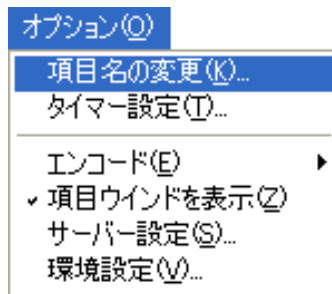 オプション(O)
項目名の変更(K)...
タイマー設定(T)...
エンコード(E)
項目ウインドを表示(Z)
サーバー設定(S)...
環境設定(V)...